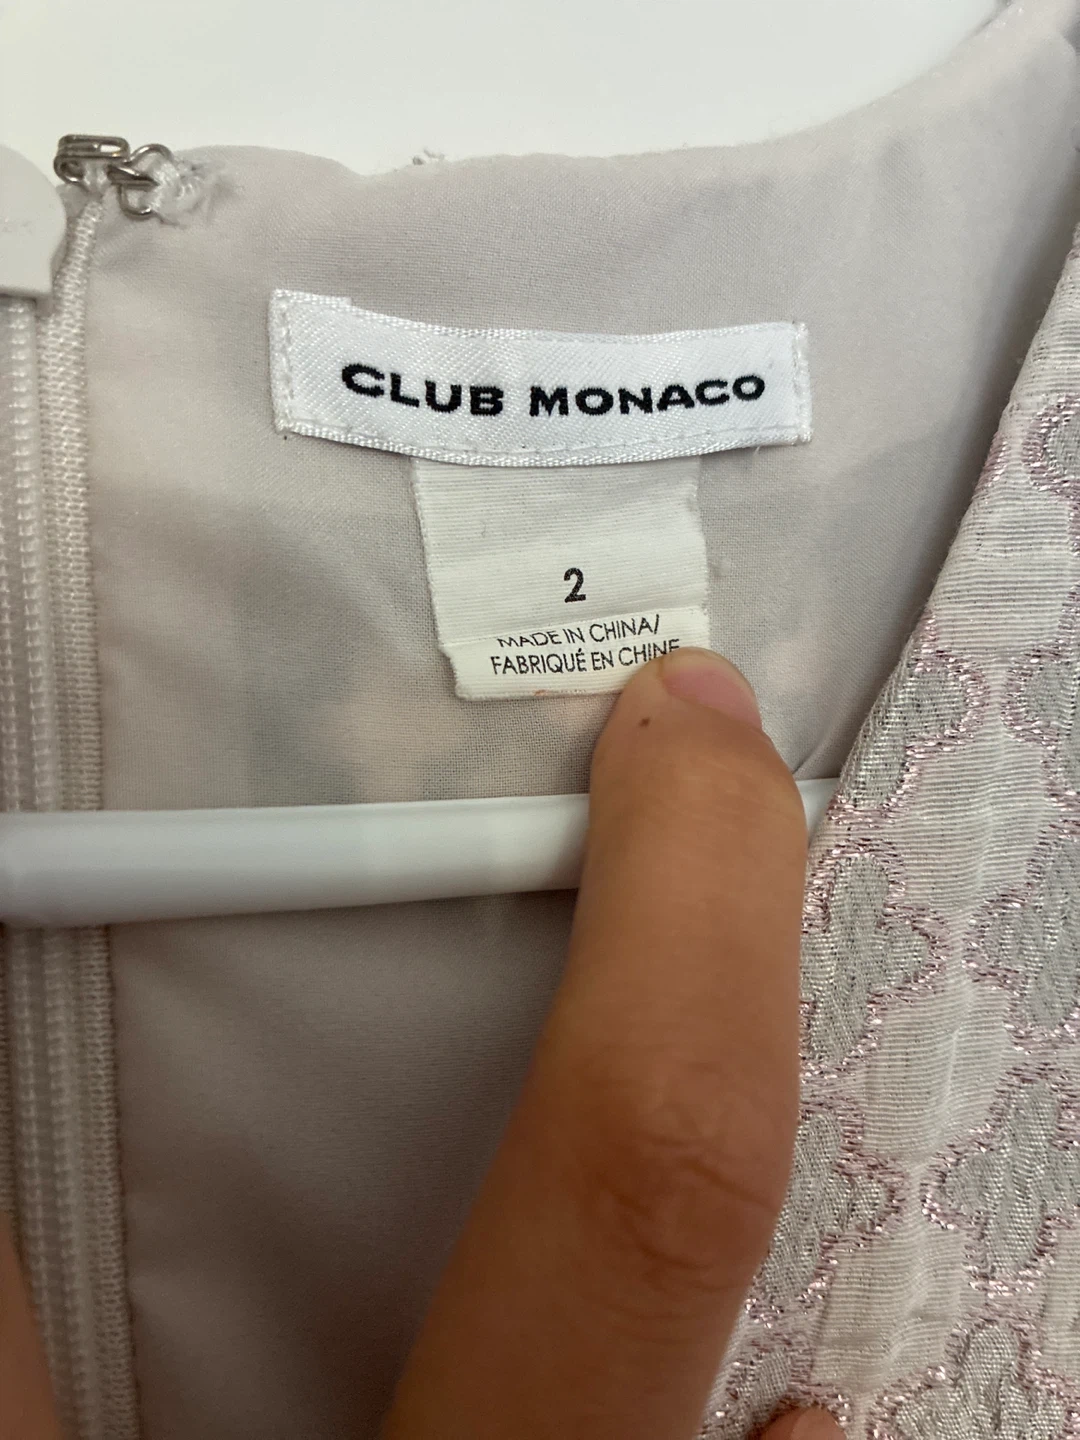 CLUB MONACO
2
MADE IN CHINA/
FABRIQUÉ EN CHINE